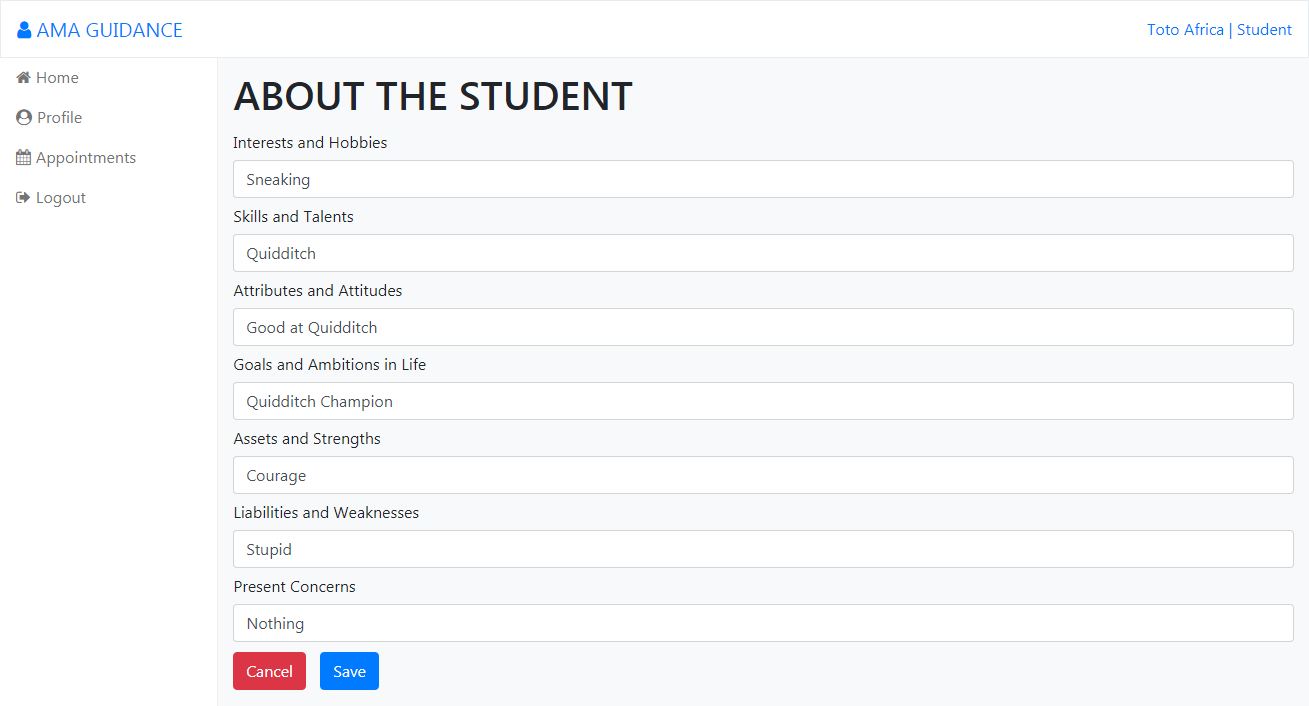 AMA GUIDANCE
Toto Africa | Student
Home
Profile
Appointments
Logout
ABOUT THE STUDENT
Interests and Hobbies
Sneaking
Skills and Talents
Quidditch
Attributes and Attitudes
Good at Quidditch
Goals and Ambitions in Life
Quidditch Champion
Assets and Strengths
Courage
Liabilities and Weaknesses
Stupid
Present Concerns
Nothing
Cancel Save